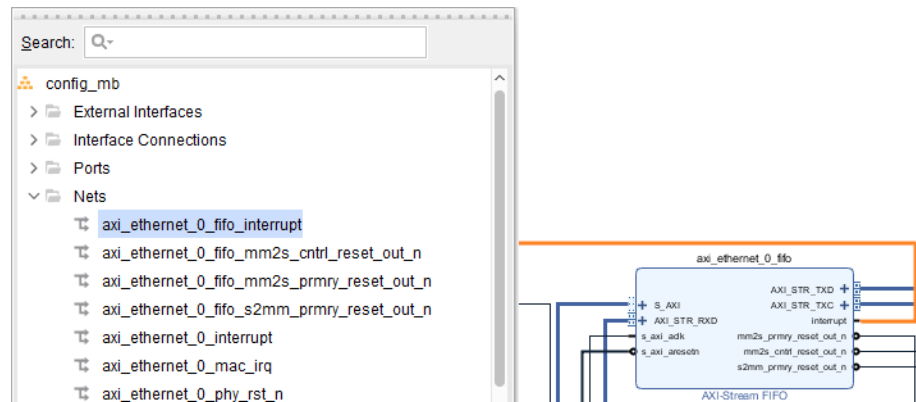 Search:
config_mb
External Interfaces
Interface Connections
Ports
Nets
axi_ethernet_0_fifo_interrupt
axi_ethernet_0_fifo_mm2s_cntrl_reset_out_n
axi_ethernet_0_fifo_mm2s_prmry_reset_out_n
axi_ethernet_0_fifo_s2mm_prmry_reset_out_n
axi_ethernet_0_interrupt
axi_ethernet_0_mac_irq
axi_ethernet_0_phy_rst_n
axi_ethernet_0_fifo
S_AXI
AXI_STR_RXD
s_axi_aclk
s_axi_aresetn
AXI_STR_TXD
AXI_STR_TXC
interrupt
mm2s_prmry_reset_out_n
mm2s_cntrl_reset_out_n
s2mm_prmry_reset_out_n
AXI-Stream FIFO